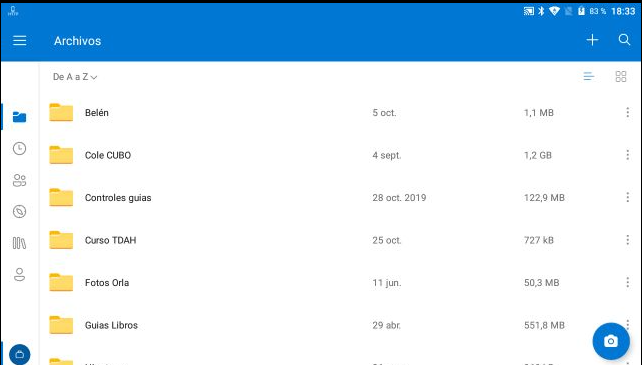 83 % 18:33
Archivos
De A a Z
Belén 5 oct. 1,1 MB
Cole CUBO 4 sept. 1,2 GB
Controles guias 28 oct. 2019 122,9 MB
Curso TDAH 25 oct. 727 kB
Fotos Orla 11 jun. 50,3 MB
Guias Libros 29 abr. 551,8 MB